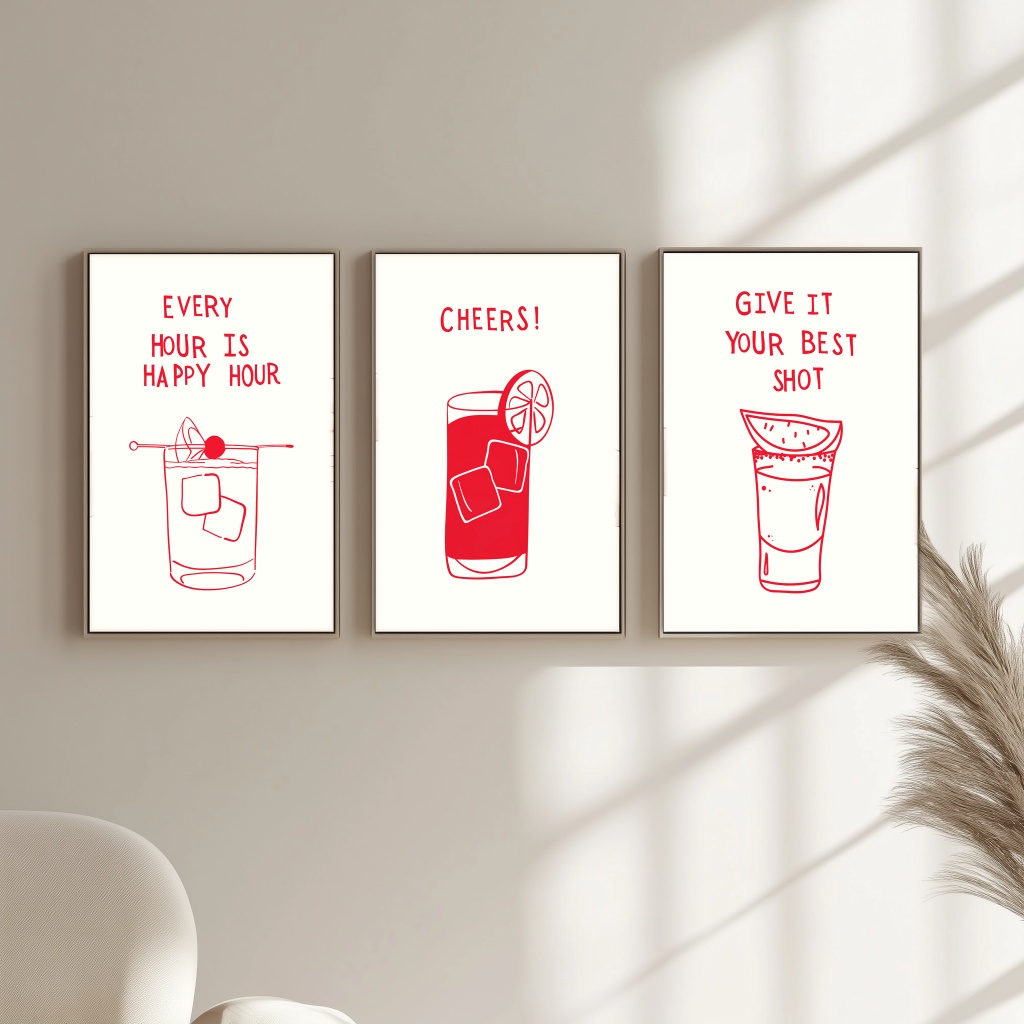 EVERY
HOUR IS
HAPPY HOUR
CHEERS!
GIVE IT
YOUR BEST
SHOT